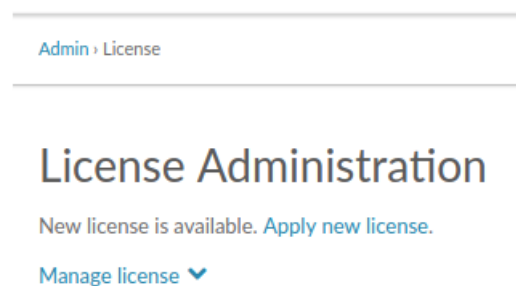 Admin › License
License Administration
New license is available. Apply new license.
Manage license